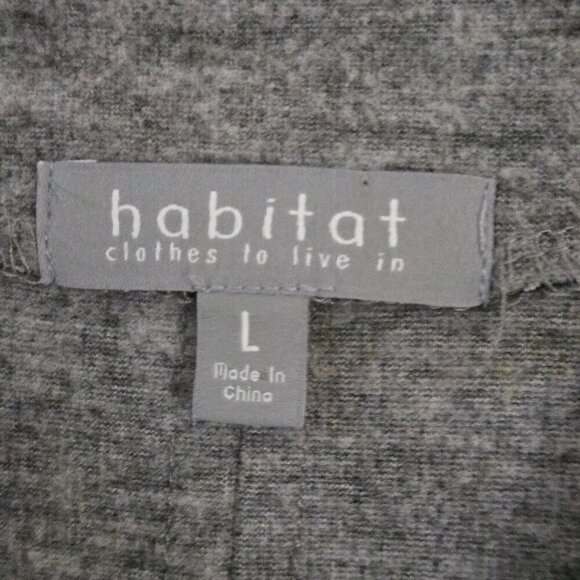 habitat
clothes to live in
L
Made In
China